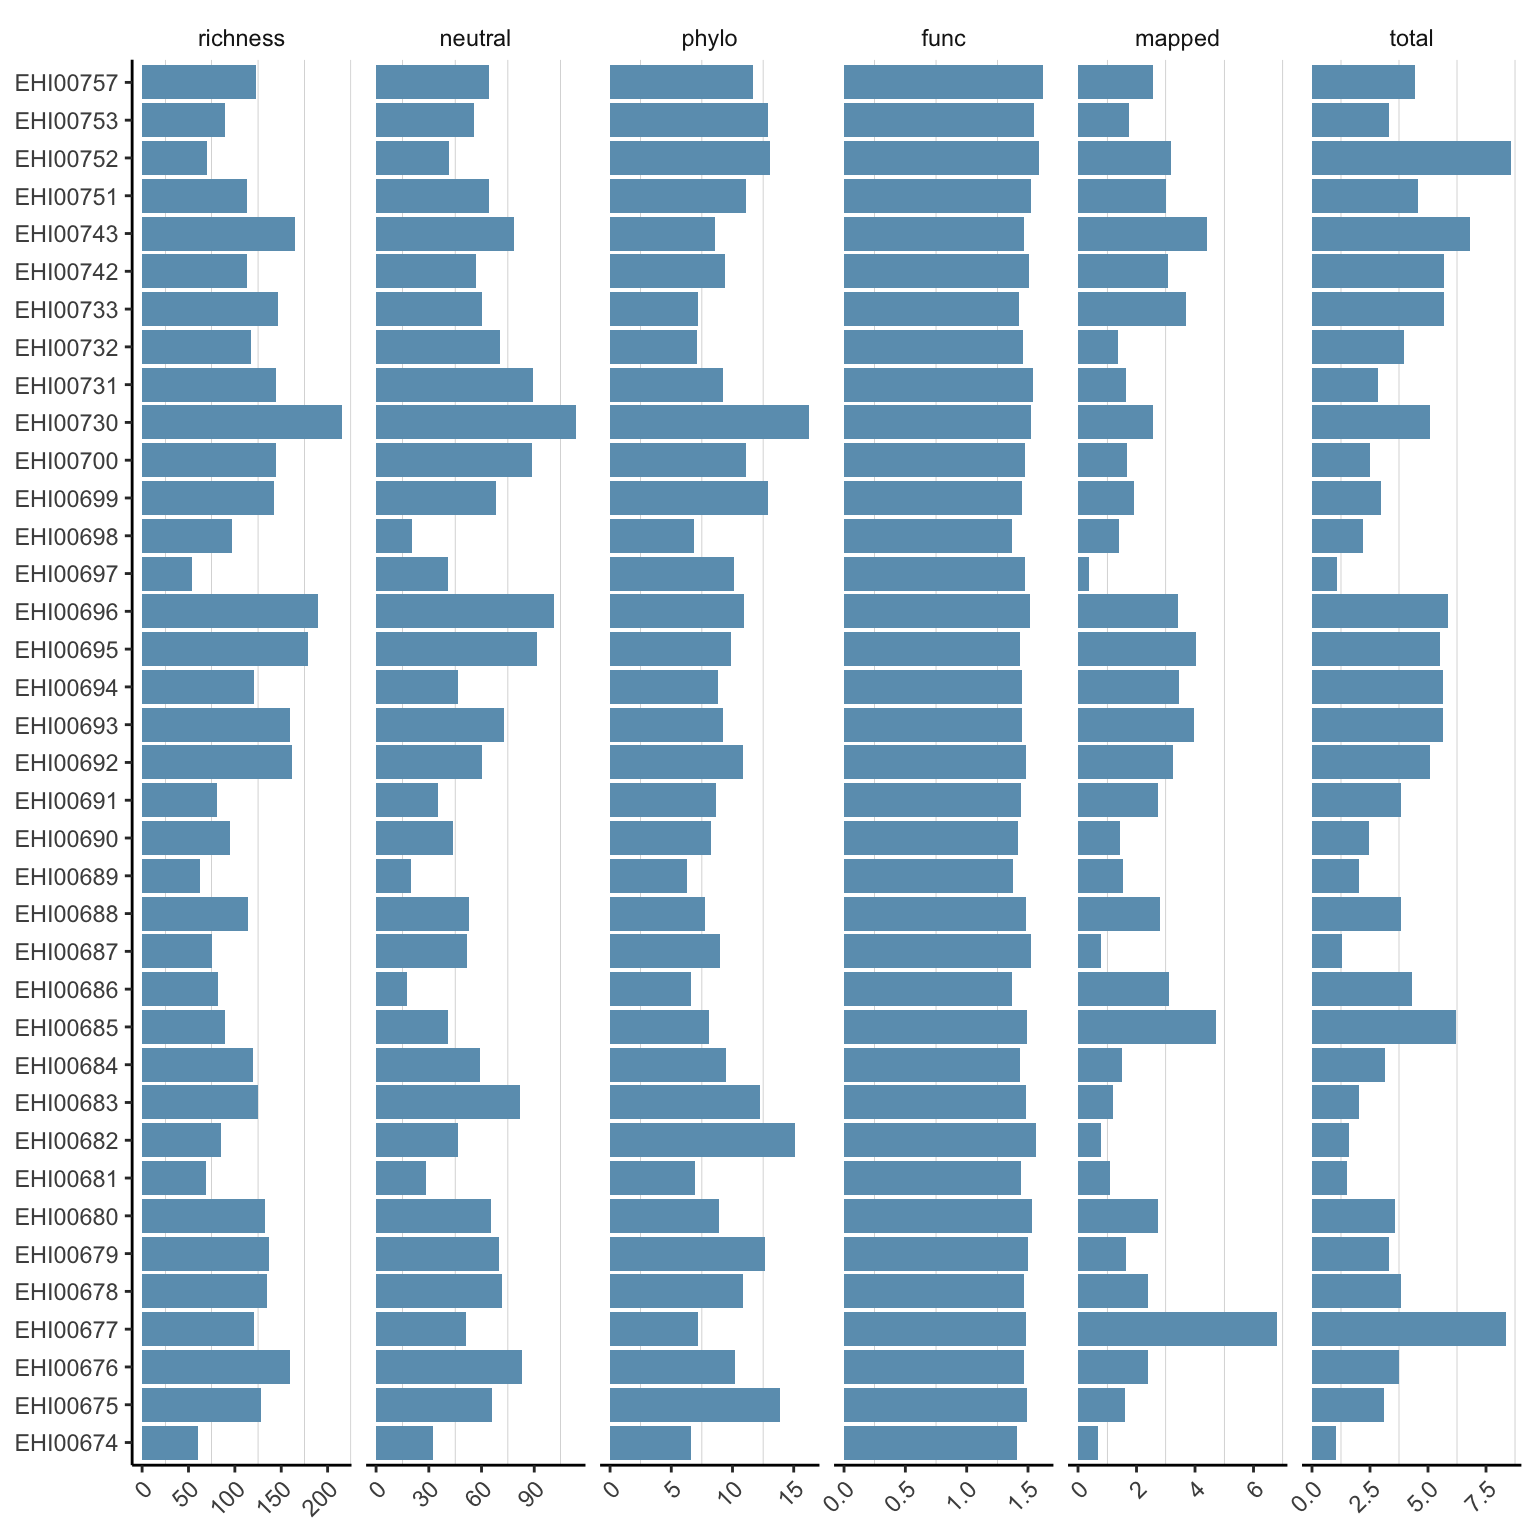 richness neutral phylo func mapped total
EHI00757
EHI00753
EHI00752
EHI00751
EHI00743
EHI00742
EHI00733
EHI00732
EHI00731
EHI00730
EHI00700
EHI00699
EHI00698
EHI00697
EHI00696
EHI00695
EHI00694
EHI00693
EHI00692
EHI00691
EHI00690
EHI00689
EHI00688
EHI00687
EHI00686
EHI00685
EHI00684
EHI00683
EHI00682
EHI00681
EHI00680
EHI00679
EHI00678
EHI00677
EHI00676
EHI00675
EHI00674
0 50 100 150 200 0 30 60 90 0 5 10 15 0.0 0.5 1.0 1.5 0 2 4 6 0.0 2.5 5.0 7.5